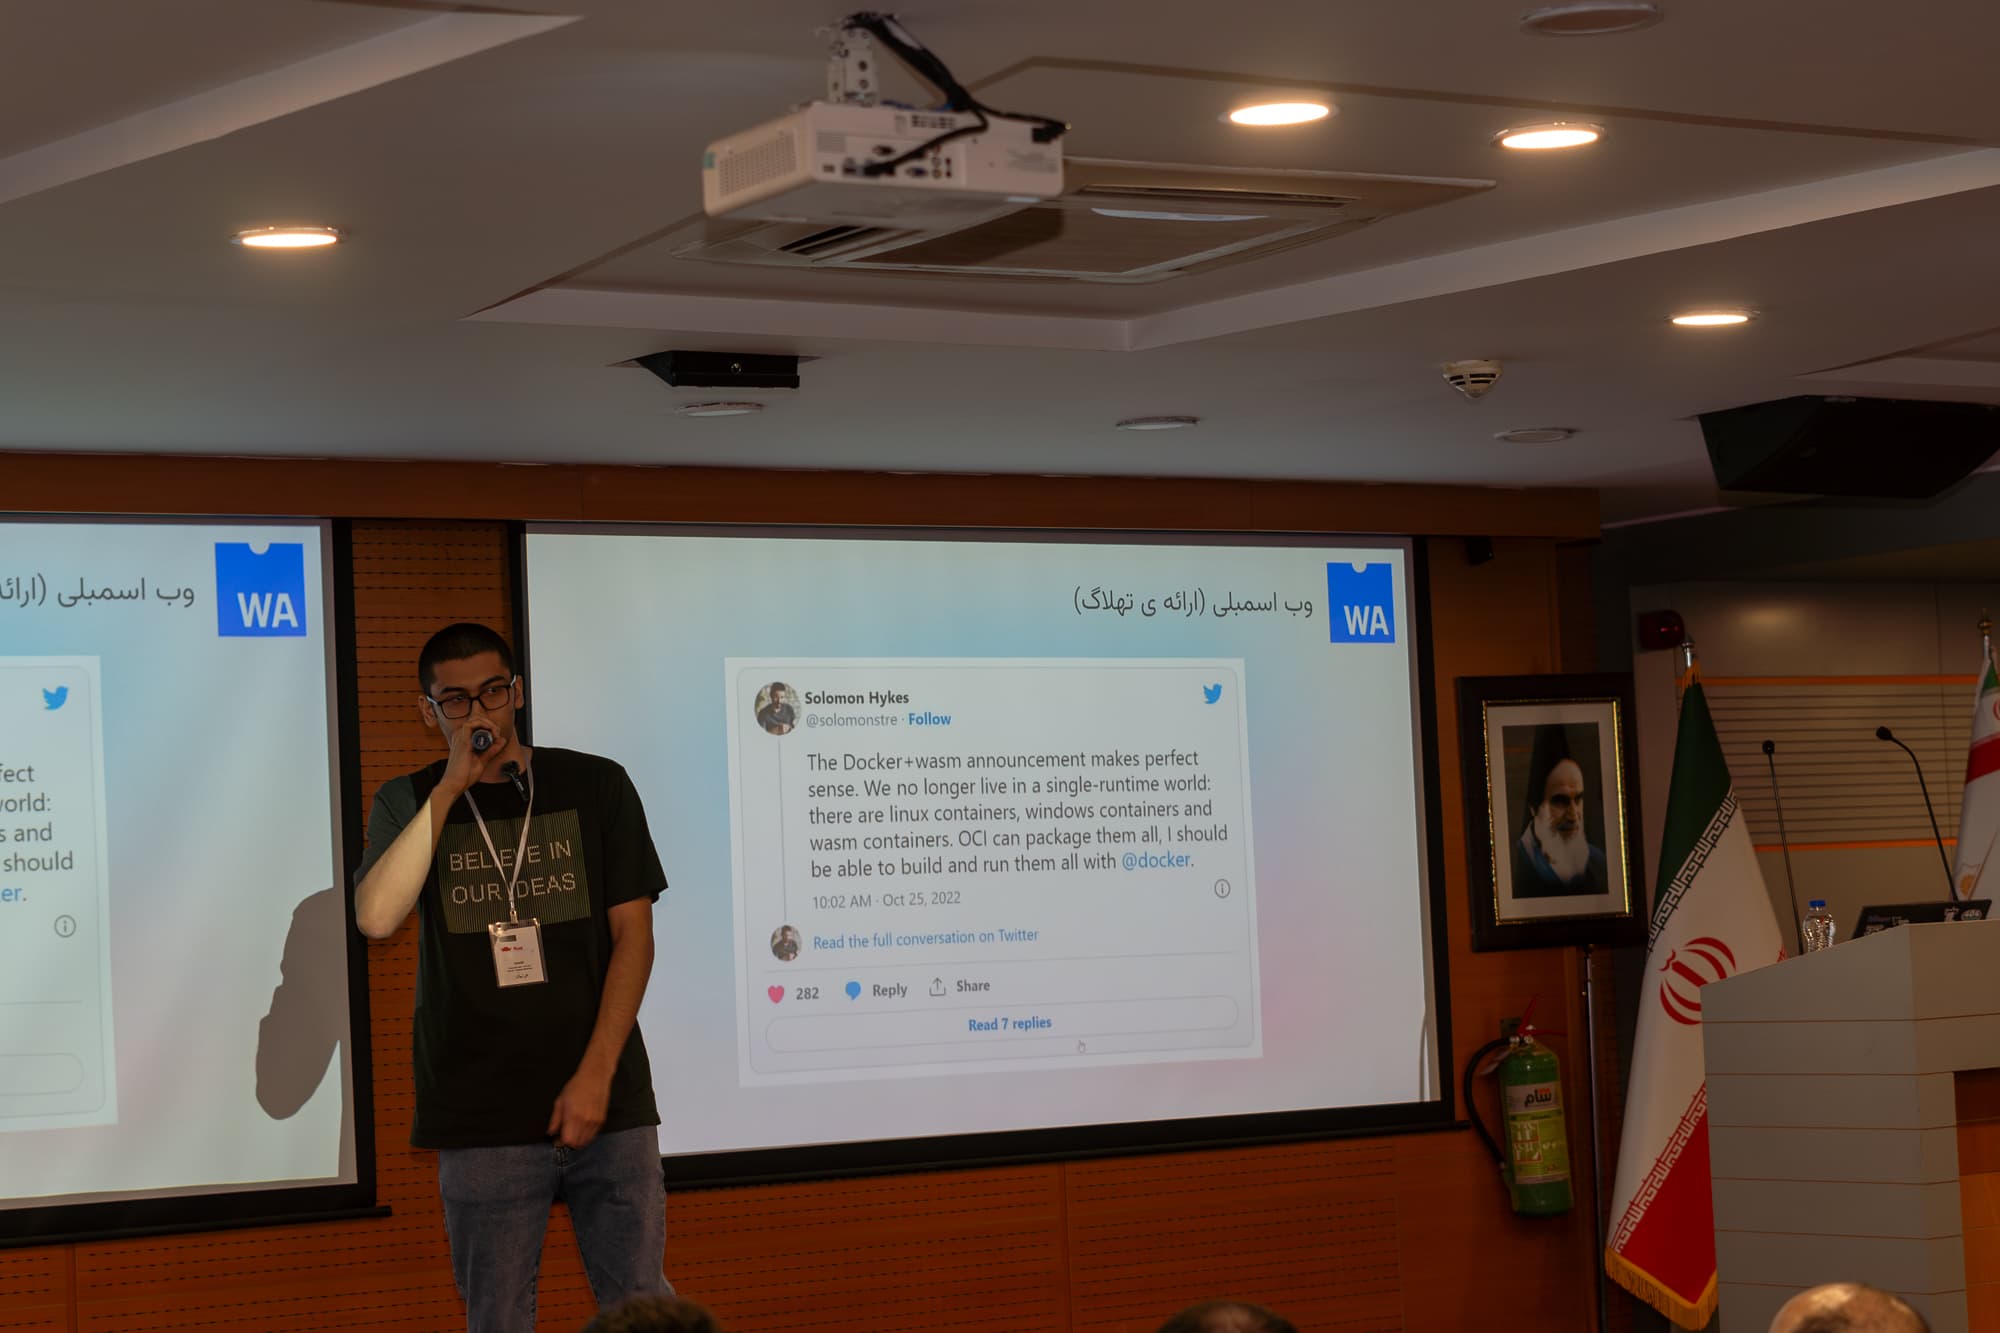 وب اسمبلی (ارائه
WA
fect
vorld:
s and
should
er.
وب اسمبلی (ارائه ی تهلاگ)
WA
Solomon Hykes
@solomonstre · Follow
The Docker+wasm announcement makes perfect
sense. We no longer live in a single-runtime world:
there are linux containers, windows containers and
wasm containers. OCI can package them all, I should
be able to build and run them all with @docker.
10:02 AM · Oct 25, 2022
Read the full conversation on Twitter
282 Reply Share
Read 7 replies
BELIEVE IN
OUR IDEAS
سام